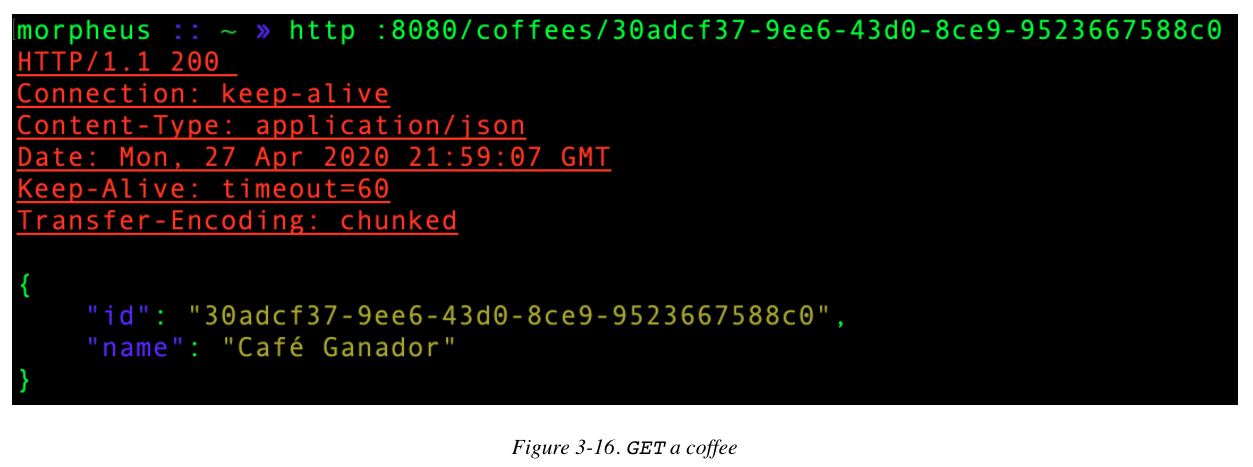 morpheus :: ~ » http :8080/coffees/30adcf37-9ee6-43d0-8ce9-9523667588c0
HTTP/1.1 200
Connection: keep-alive
Content-Type: application/json
Date: Mon, 27 Apr 2020 21:59:07 GMT
Keep-Alive: timeout=60
Transfer-Encoding: chunked
{
"id": "30adcf37-9ee6-43d0-8ce9-9523667588c0",
"name": "Café Ganador"
}
Figure 3-16. GET a coffee